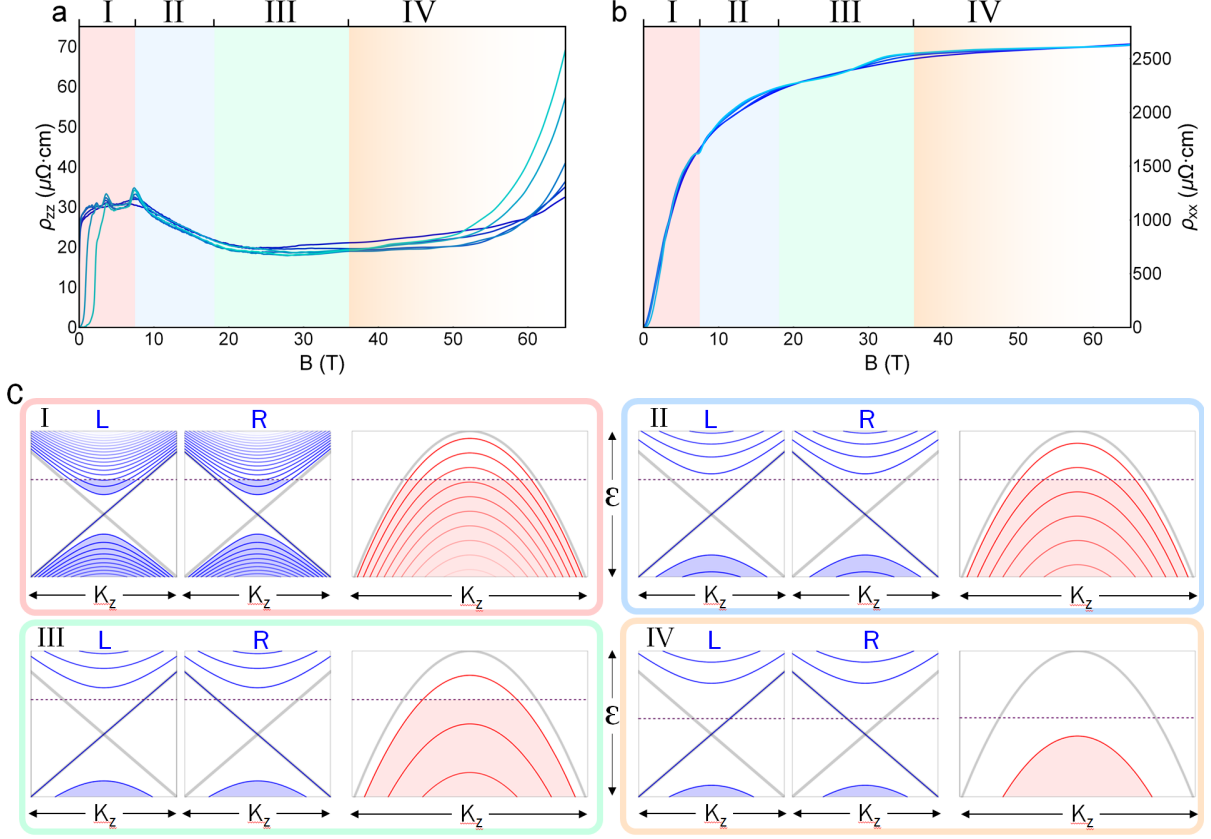 a
I II III IV
ρzz (μΩ·cm)
70
60
50
40
30
20
10
0
0 10 20 30 40 50 60
B (T)
b
I II III IV
2500
2000
1500
1000
500
0
ρxx (μΩ·cm)
0 10 20 30 40 50 60
B (T)
c
I L R
Kz Kz Kz
ε
II L R
Kz Kz Kz
III L R
Kz Kz Kz
ε
IV L R
Kz Kz Kz